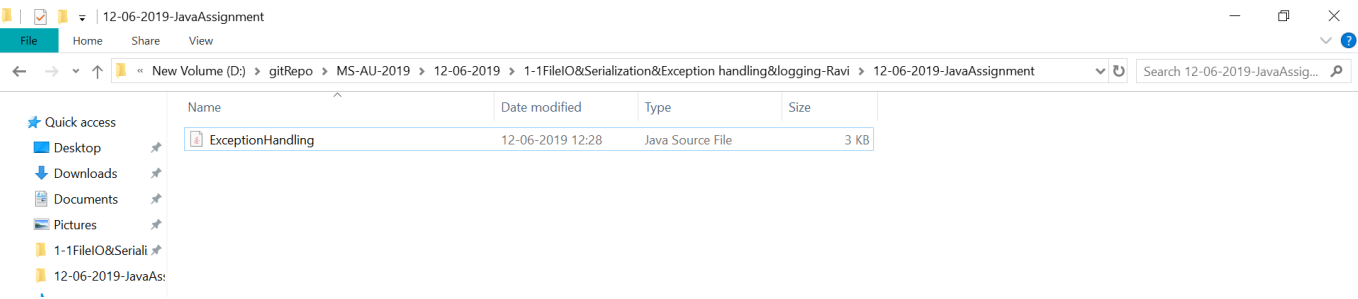 12-06-2019-JavaAssignment
File Home Share View
« New Volume (D:) > gitRepo > MS-AU-2019 > 12-06-2019 > 1-1FileIO&Serialization&Exception handling&logging-Ravi > 12-06-2019-JavaAssignment Search 12-06-2019-JavaAssig...
Name Date modified Type Size
Quick access
ExceptionHandling 12-06-2019 12:28 Java Source File 3 KB
Desktop
Downloads
Documents
Pictures
1-1FileIO&Seriali
12-06-2019-JavaAs